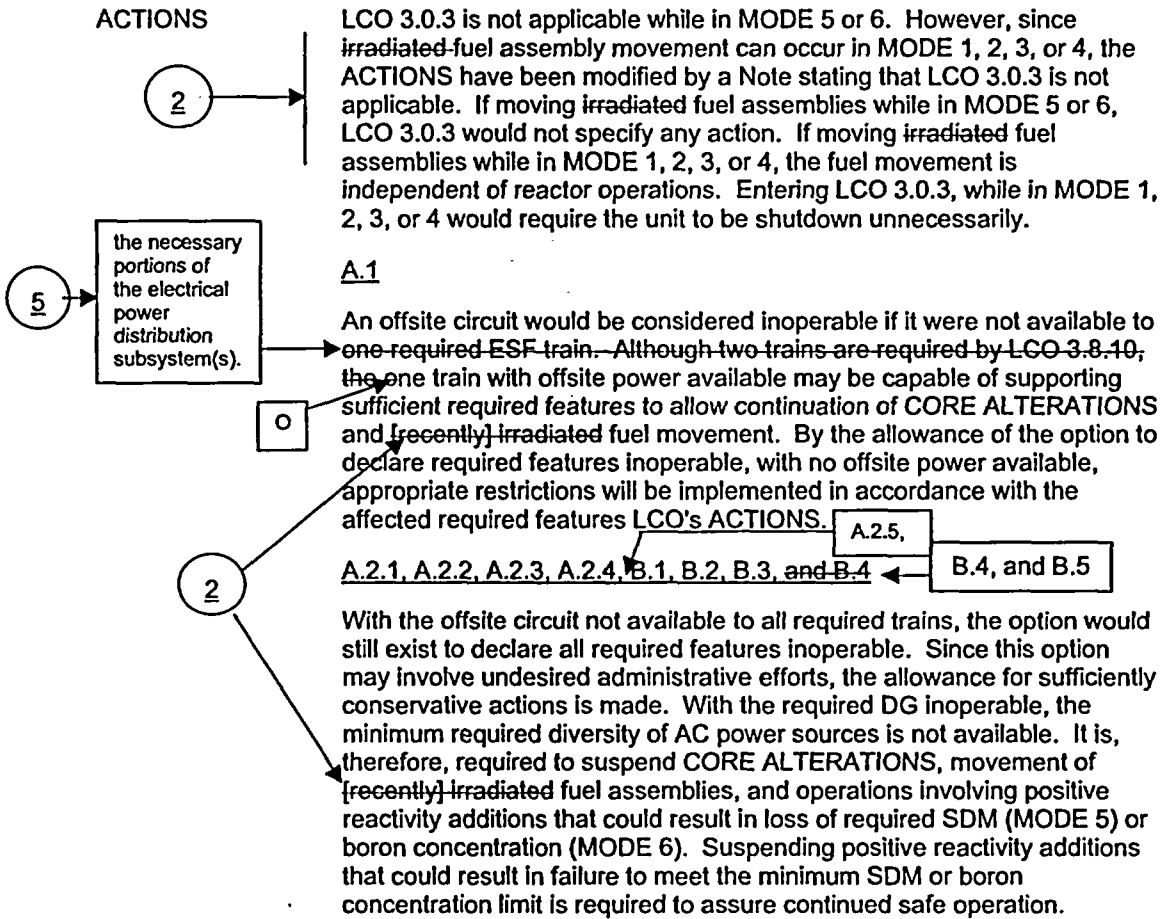 ACTIONS
LCO 3.0.3 is not applicable while in MODE 5 or 6. However, since
irradiated fuel assembly movement can occur in MODE 1, 2, 3, or 4, the
ACTIONS have been modified by a Note stating that LCO 3.0.3 is not
applicable. If moving irradiated fuel assemblies while in MODE 5 or 6,
LCO 3.0.3 would not specify any action. If moving irradiated fuel
assemblies while in MODE 1, 2, 3, or 4, the fuel movement is
independent of reactor operations. Entering LCO 3.0.3, while in MODE 1,
2, 3, or 4 would require the unit to be shutdown unnecessarily.
2
the necessary
portions of
the electrical
power
distribution
subsystem(s).
5
A.1
An offsite circuit would be considered inoperable if it were not available to
one required ESF train. Although two trains are required by LCO 3.8.10,
the one train with offsite power available may be capable of supporting
sufficient required features to allow continuation of CORE ALTERATIONS
and [recently] irradiated fuel movement. By the allowance of the option to
declare required features inoperable, with no offsite power available,
appropriate restrictions will be implemented in accordance with the
affected required features LCO's ACTIONS.
O
A.2.5,
A.2.1, A.2.2, A.2.3, A.2.4, B.1, B.2, B.3, and B.4
B.4, and B.5
2
With the offsite circuit not available to all required trains, the option would
still exist to declare all required features inoperable. Since this option
may involve undesired administrative efforts, the allowance for sufficiently
conservative actions is made. With the required DG inoperable, the
minimum required diversity of AC power sources is not available. It is,
therefore, required to suspend CORE ALTERATIONS, movement of
[recently] irradiated fuel assemblies, and operations involving positive
reactivity additions that could result in loss of required SDM (MODE 5) or
boron concentration (MODE 6). Suspending positive reactivity additions
that could result in failure to meet the minimum SDM or boron
concentration limit is required to assure continued safe operation.